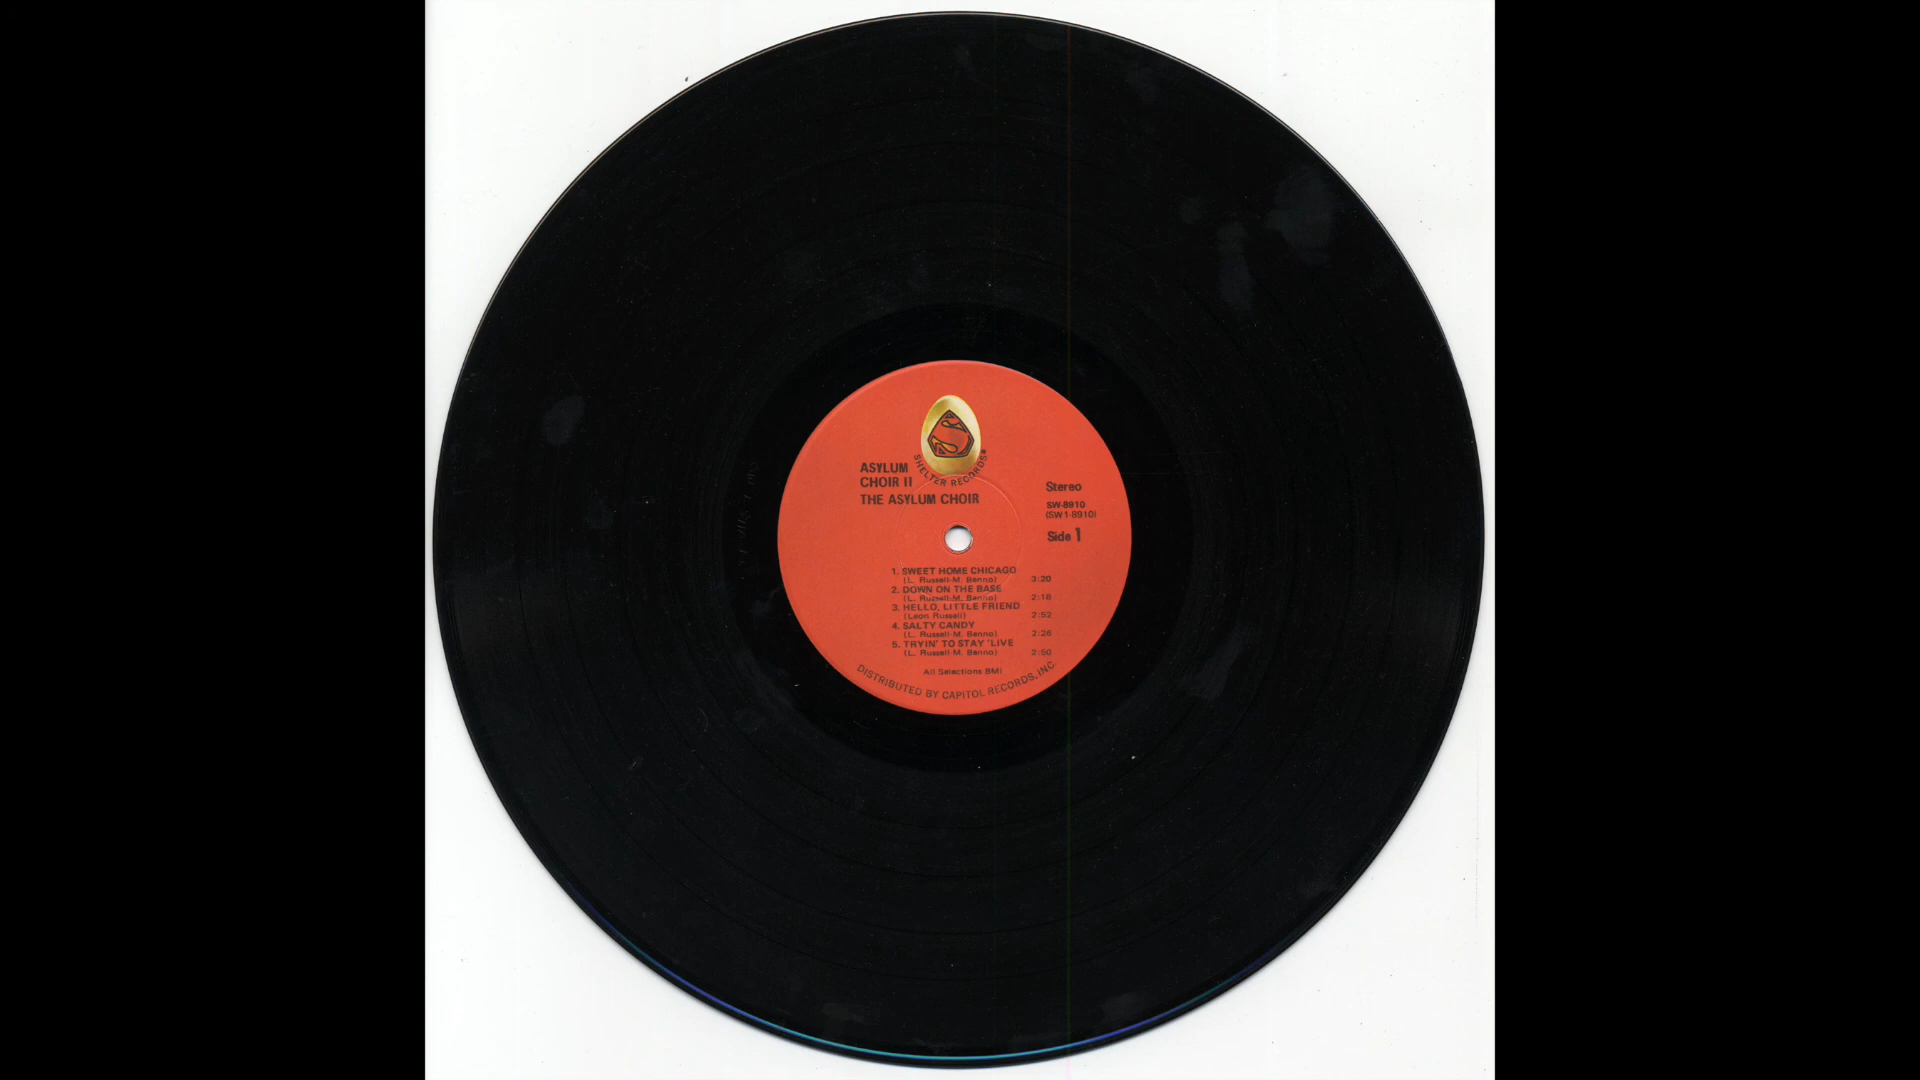 SHELTER RECORDS
ASYLUM
CHOIR II
THE ASYLUM CHOIR
Stereo
SW-8910
(SW1-8910)
Side 1
1. SWEET HOME CHICAGO
(L. Russell-M. Benno) 3:20
2. DOWN ON THE BASE
(L. Russell-M. Benno) 2:18
3. HELLO, LITTLE FRIEND
(Leon Russell) 2:52
4. SALTY CANDY
(L. Russell-M. Benno) 2:26
5. TRYIN' TO STAY 'LIVE
(L. Russell-M. Benno) 2:50
All Selections BMI
DISTRIBUTED BY CAPITOL RECORDS, INC.